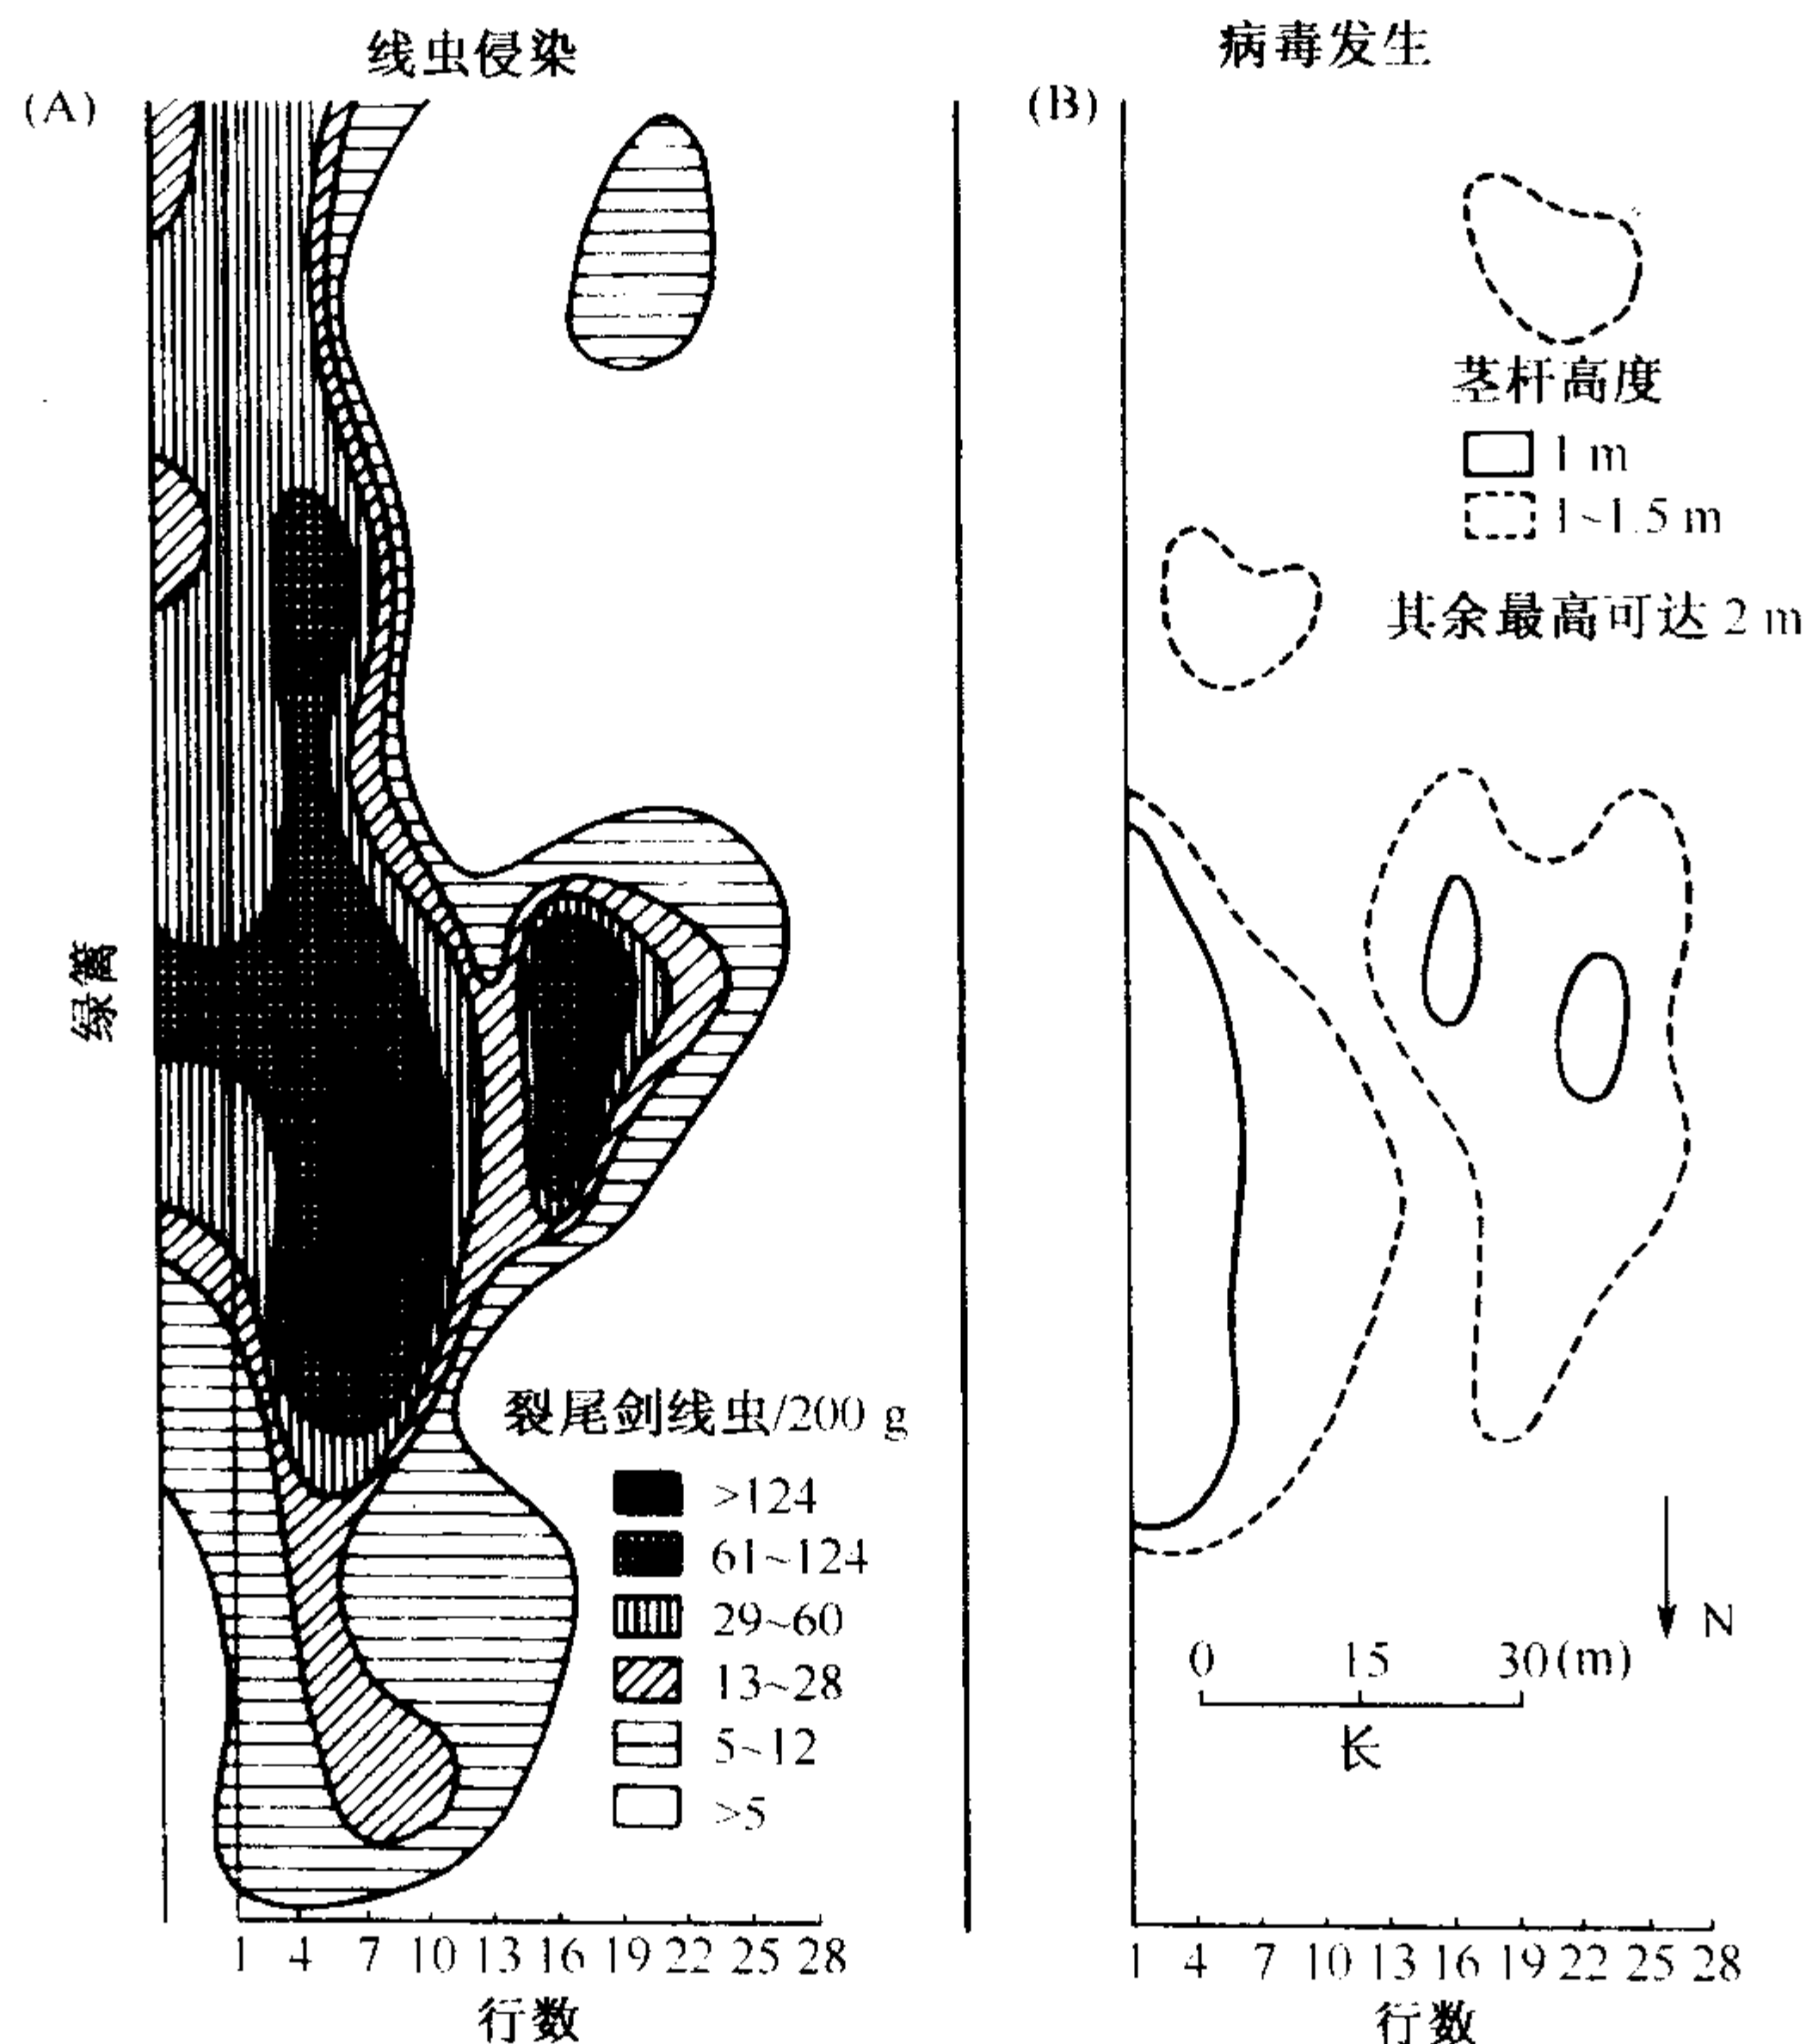 线虫侵染
(A)
绿篱
裂尾剑线虫/200 g
>124
61~124
29~60
13~28
5~12
>5
1 4 7 10 13 16 19 22 25 28
行数
病毒发生
(B)
茎杆高度
1 m
1~1.5 m
其余最高可达 2 m
N
0 15 30 (m)
长
1 4 7 10 13 16 19 22 25 28
行数